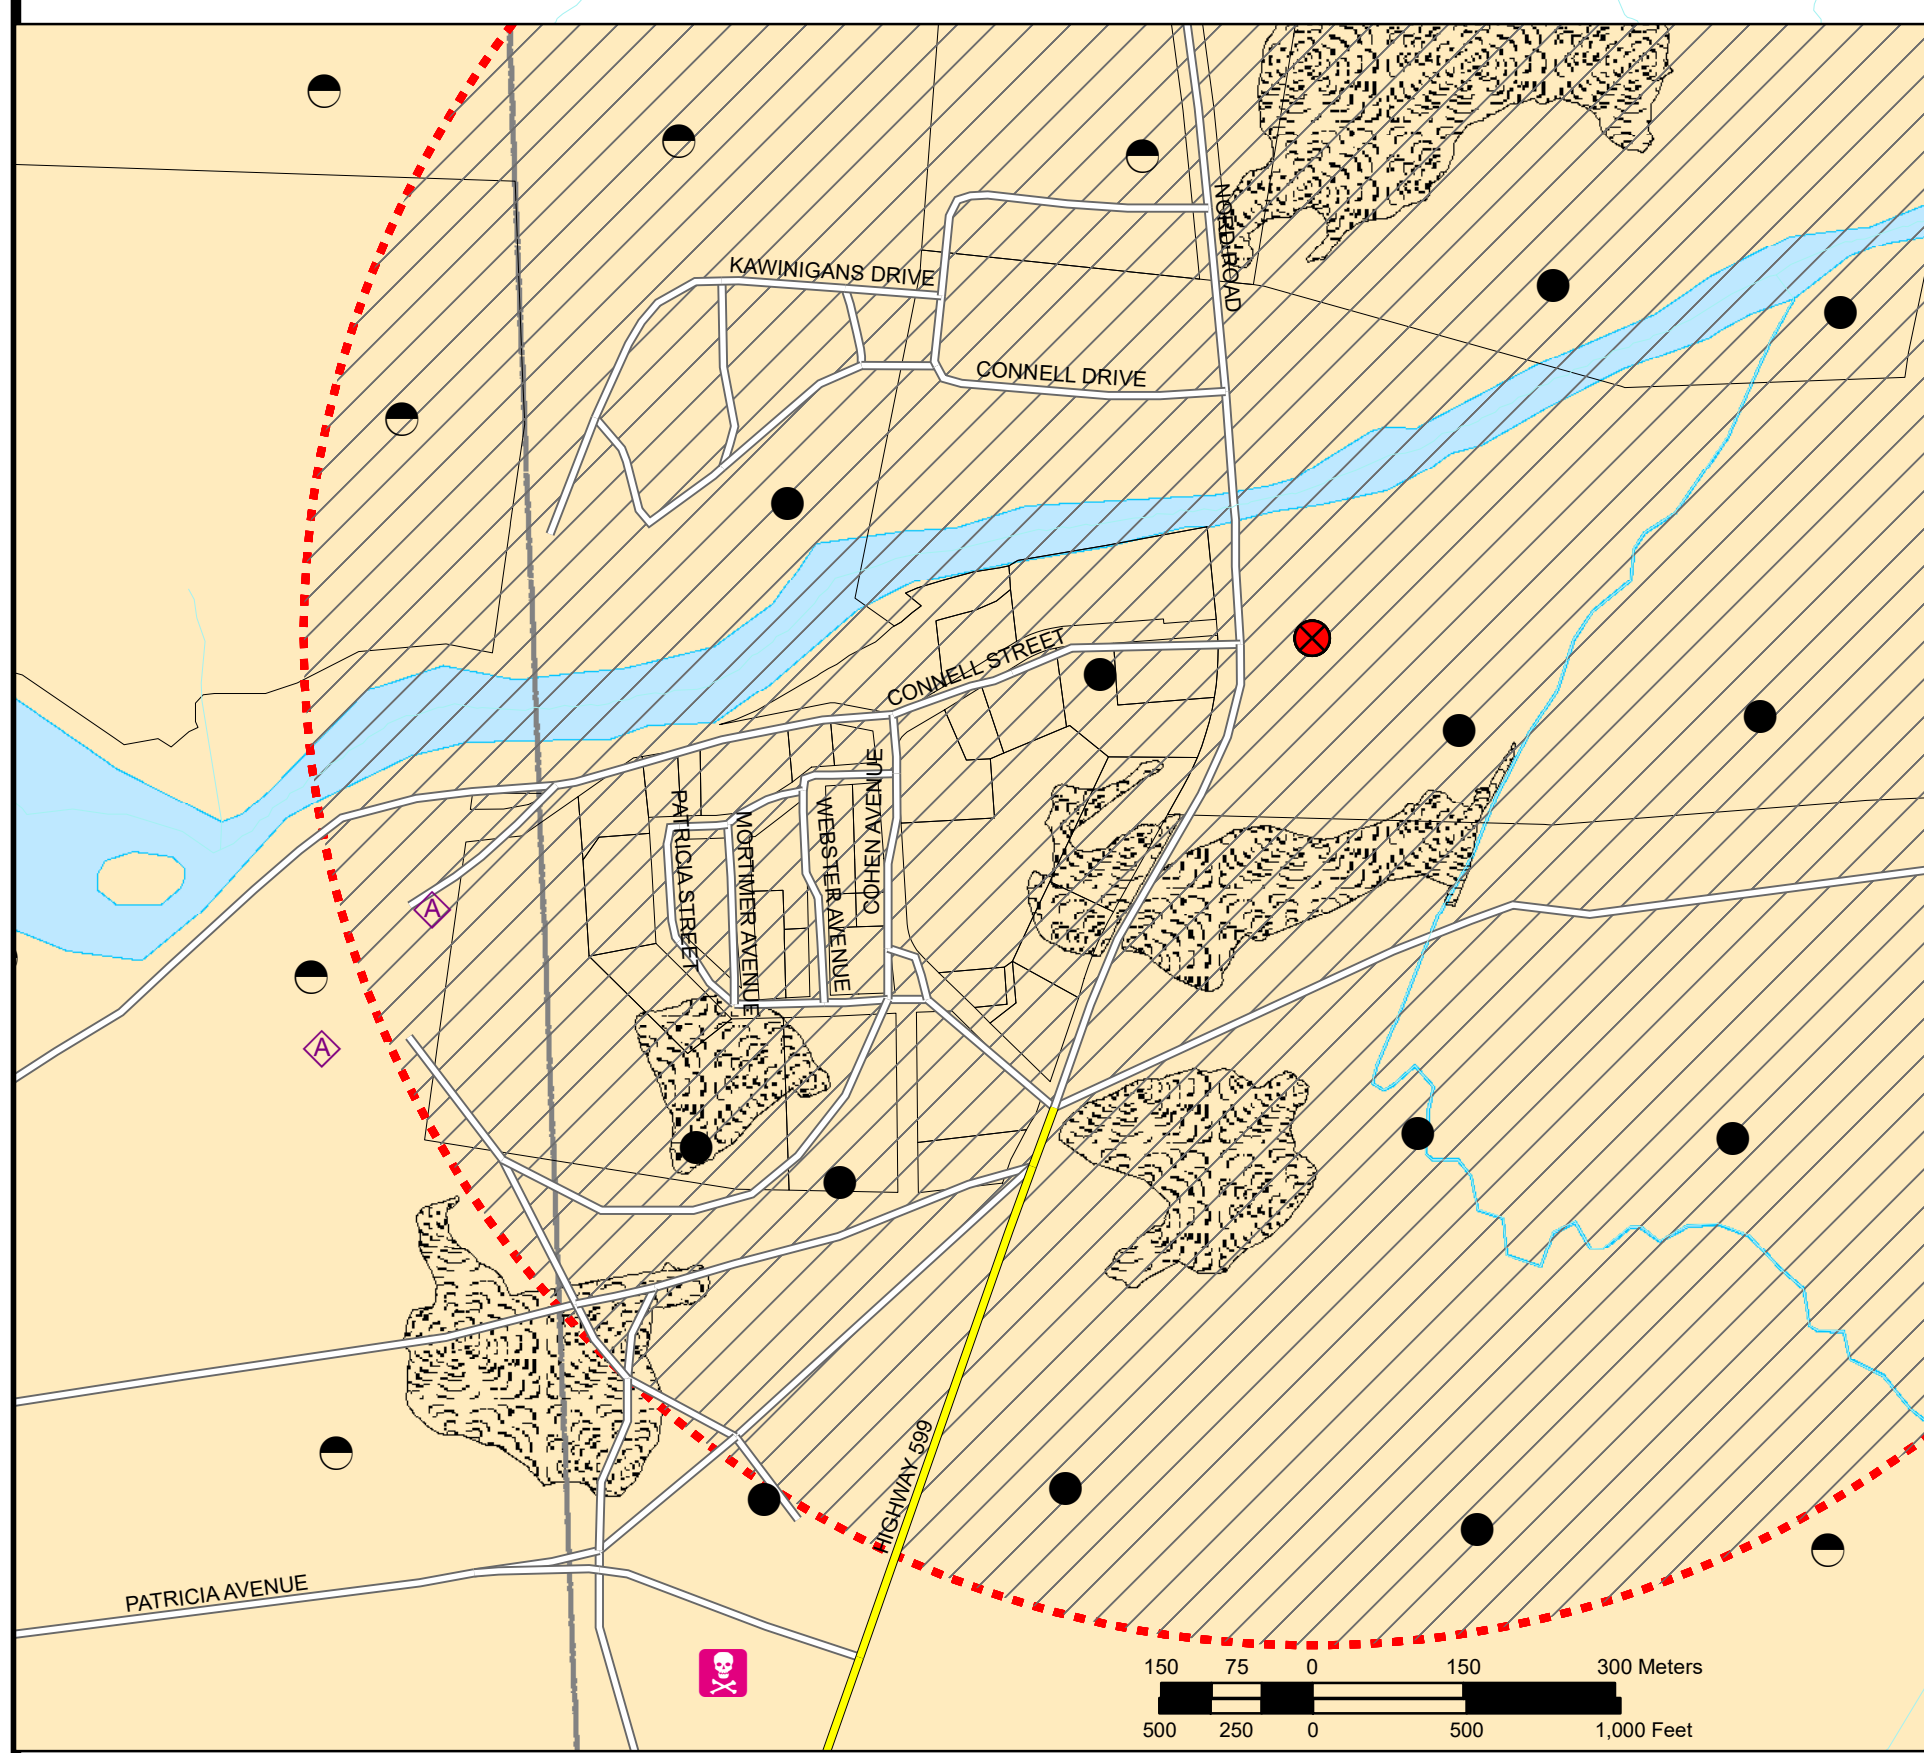 NORD ROAD
KAWINIGANS DRIVE
CONNELL DRIVE
CONNELL STREET
COHEN AVENUE
PATRICIA STREET
MORTIMER AVENUE
WEBSTER AVENUE
A
A
HIGHWAY 599
PATRICIA AVENUE
150 75 0 150 300 Meters
500 250 0 500 1,000 Feet